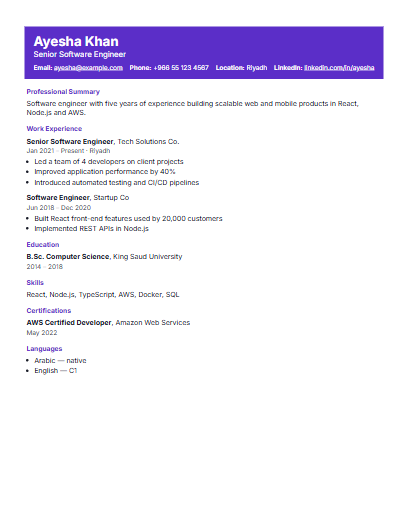 Ayesha Khan
Senior Software Engineer
Email: ayesha@example.com Phone: +966 55 123 4567 Location: Riyadh LinkedIn: linkedin.com/in/ayesha
Professional Summary
Software engineer with five years of experience building scalable web and mobile products in React,
Node.js and AWS.
Work Experience
Senior Software Engineer, Tech Solutions Co.
Jan 2021 - Present · Riyadh
• Led a team of 4 developers on client projects
• Improved application performance by 40%
• Introduced automated testing and CI/CD pipelines
Software Engineer, Startup Co
Jun 2018 - Dec 2020
• Built React front-end features used by 20,000 customers
• Implemented REST APIs in Node.js
Education
B.Sc. Computer Science, King Saud University
2014 - 2018
Skills
React, Node.js, TypeScript, AWS, Docker, SQL
Certifications
AWS Certified Developer, Amazon Web Services
May 2022
Languages
• Arabic — native
• English — C1